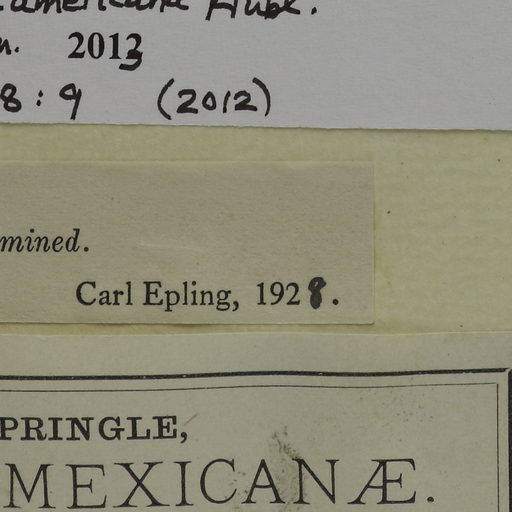 2013
8:9 (2012)
mined.
Carl Epling, 1928.
PRINGLE,
MEXICANÆ.